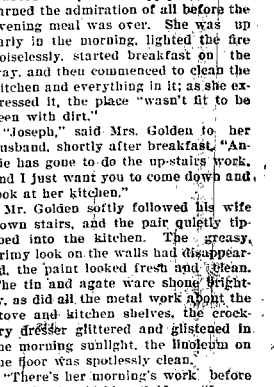 arned the admiration of all before the
vening meal was over. She was up
arly in the morning, lighted the fire
oiselessly, started breakfast on the
ray, and then commenced to clean the
itchen and everything in it; as she ex-
ressed it, the place "wasn't fit to be
een with dirt."
"Joseph," said Mrs. Golden to her
usband, shortly after breakfast, "An-
ie has gone to do the up-stairs work,
nd I just want you to come down and
ook at her kitchen."
Mr. Golden softly followed his wife
own stairs, and the pair quietly tip-
ped into the kitchen. The greasy,
rimy look on the walls had disappear-
d, the paint looked fresh and clean.
he tin and agate ware shone bright-
y, as did all the metal work about the
tove and kitchen shelves, the crock-
ry dresser glittered and glistened in
he morning sunlight, the linoleum on
he floor was spotlessly clean.
"There's her morning's work before